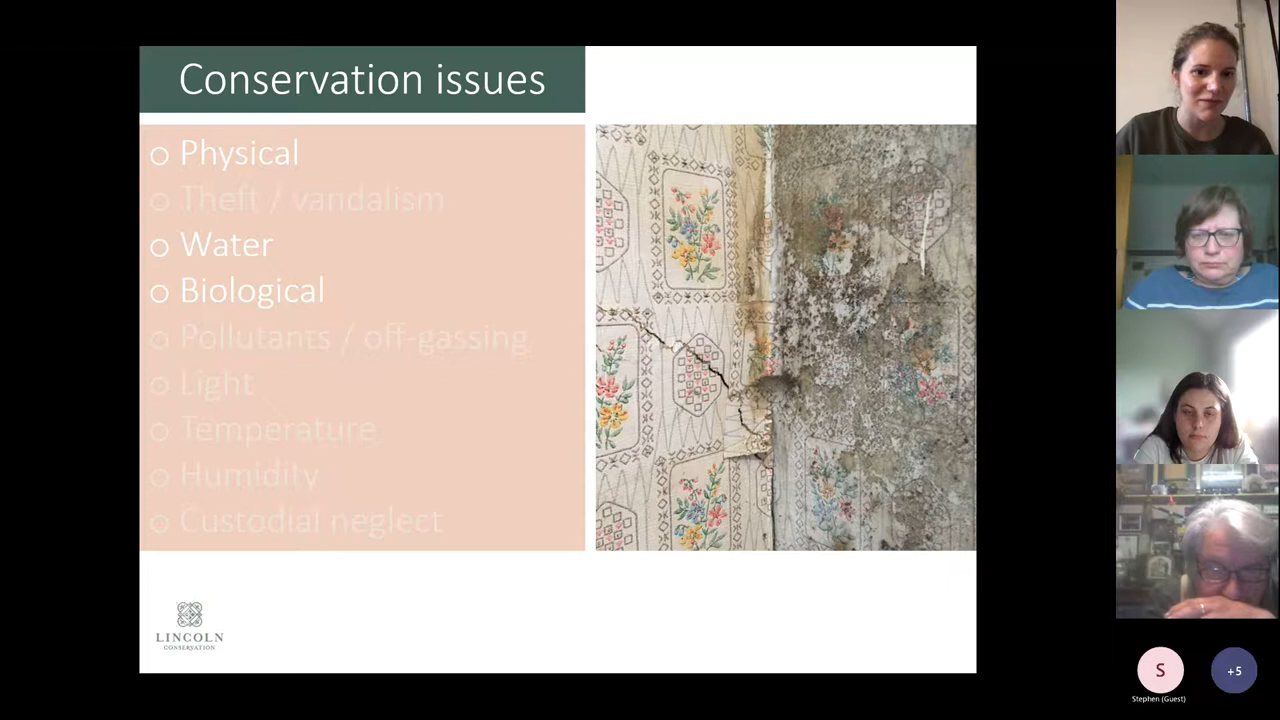 Conservation issues
Physical
Theft / vandalism
Water
Biological
Pollutants / off-gassing
Light
Temperature
Humidity
Custodial neglect
LINCOLN
CONSERVATION
S
+5
Stephen (Guest)